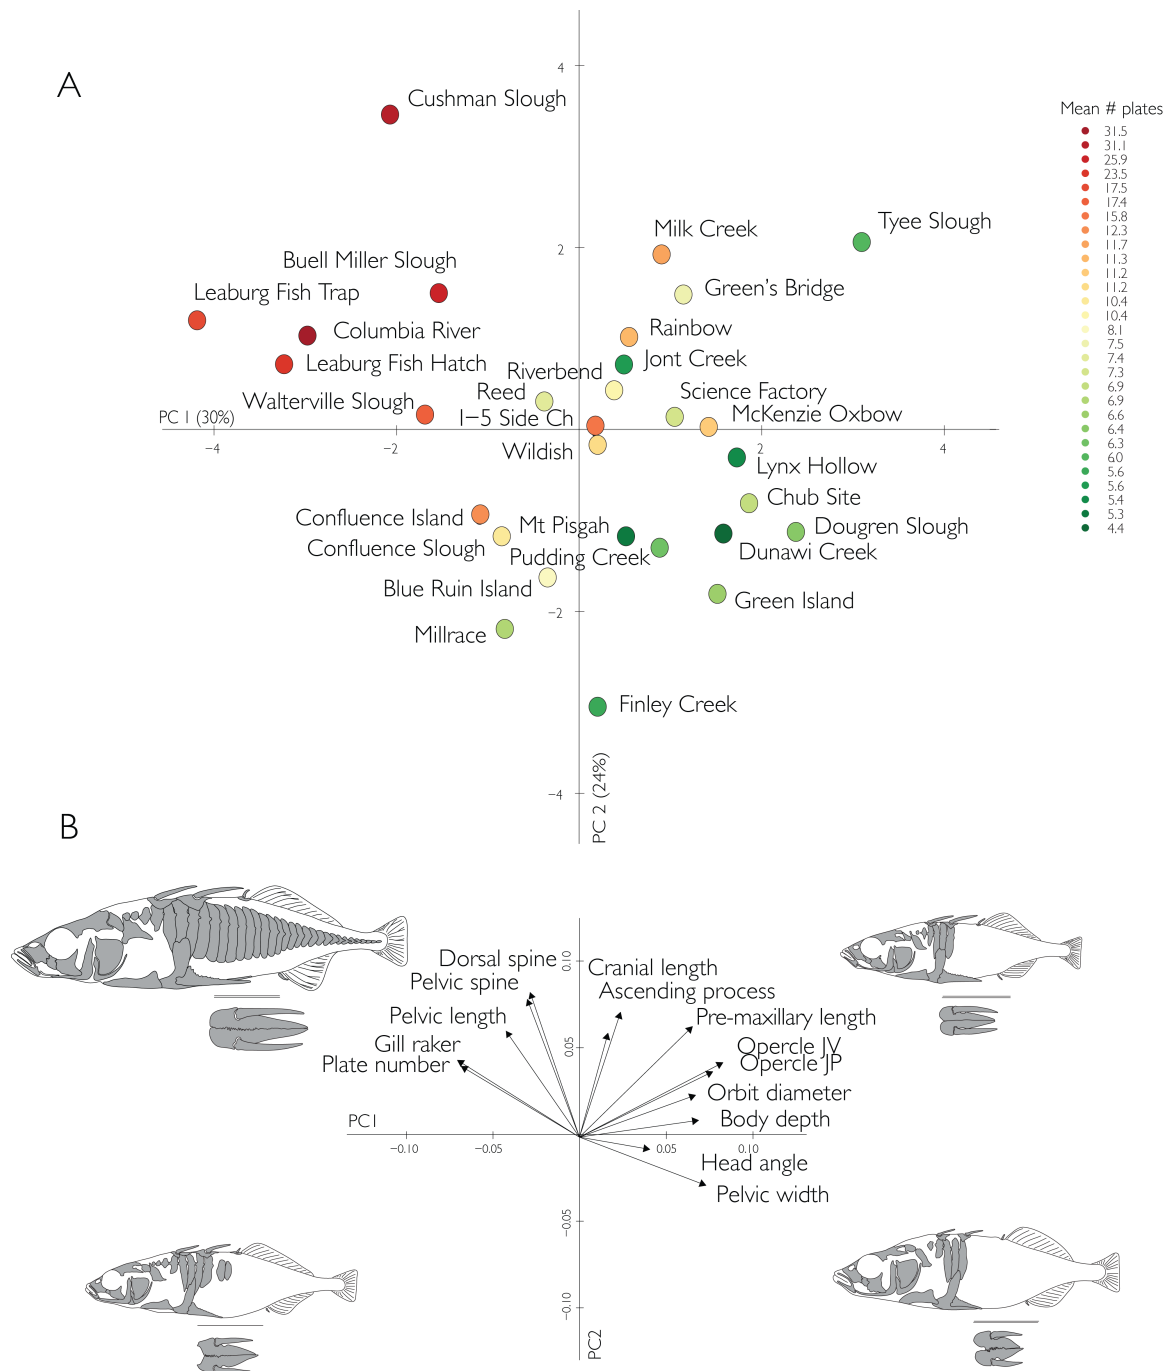 A
4
Cushman Slough
Mean # plates
31.5
31.1
25.9
23.5
17.5
17.4
15.8
12.3
11.7
11.3
11.2
11.2
10.4
10.4
8.1
7.5
7.4
7.3
6.9
6.9
6.6
6.4
6.3
6.0
5.6
5.6
5.4
5.3
4.4
Tyee Slough
Milk Creek
2
Buell Miller Slough
Green's Bridge
Leaburg Fish Trap
Columbia River
Rainbow
Leaburg Fish Hatch
Jont Creek
Riverbend
Reed
Science Factory
Walterville Slough
I-5 Side Ch
McKenzie Oxbow
PC 1 (30%)
−4
−2
2
4
Wildish
Lynx Hollow
Chub Site
Confluence Island
Mt Pisgah
Dougren Slough
Confluence Slough
Pudding Creek
Dunawi Creek
Blue Ruin Island
Green Island
−2
Millrace
Finley Creek
−4
PC 2 (24%)
B
Dorsal spine
0.10
Cranial length
Pelvic spine
Ascending process
Pelvic length
Pre-maxillary length
Gill raker
0.05
Opercle JV
Plate number
Opercle JP
Orbit diameter
PC1
Body depth
−0.10
−0.05
0.05
0.10
Head angle
Pelvic width
−0.05
−0.10
PC2